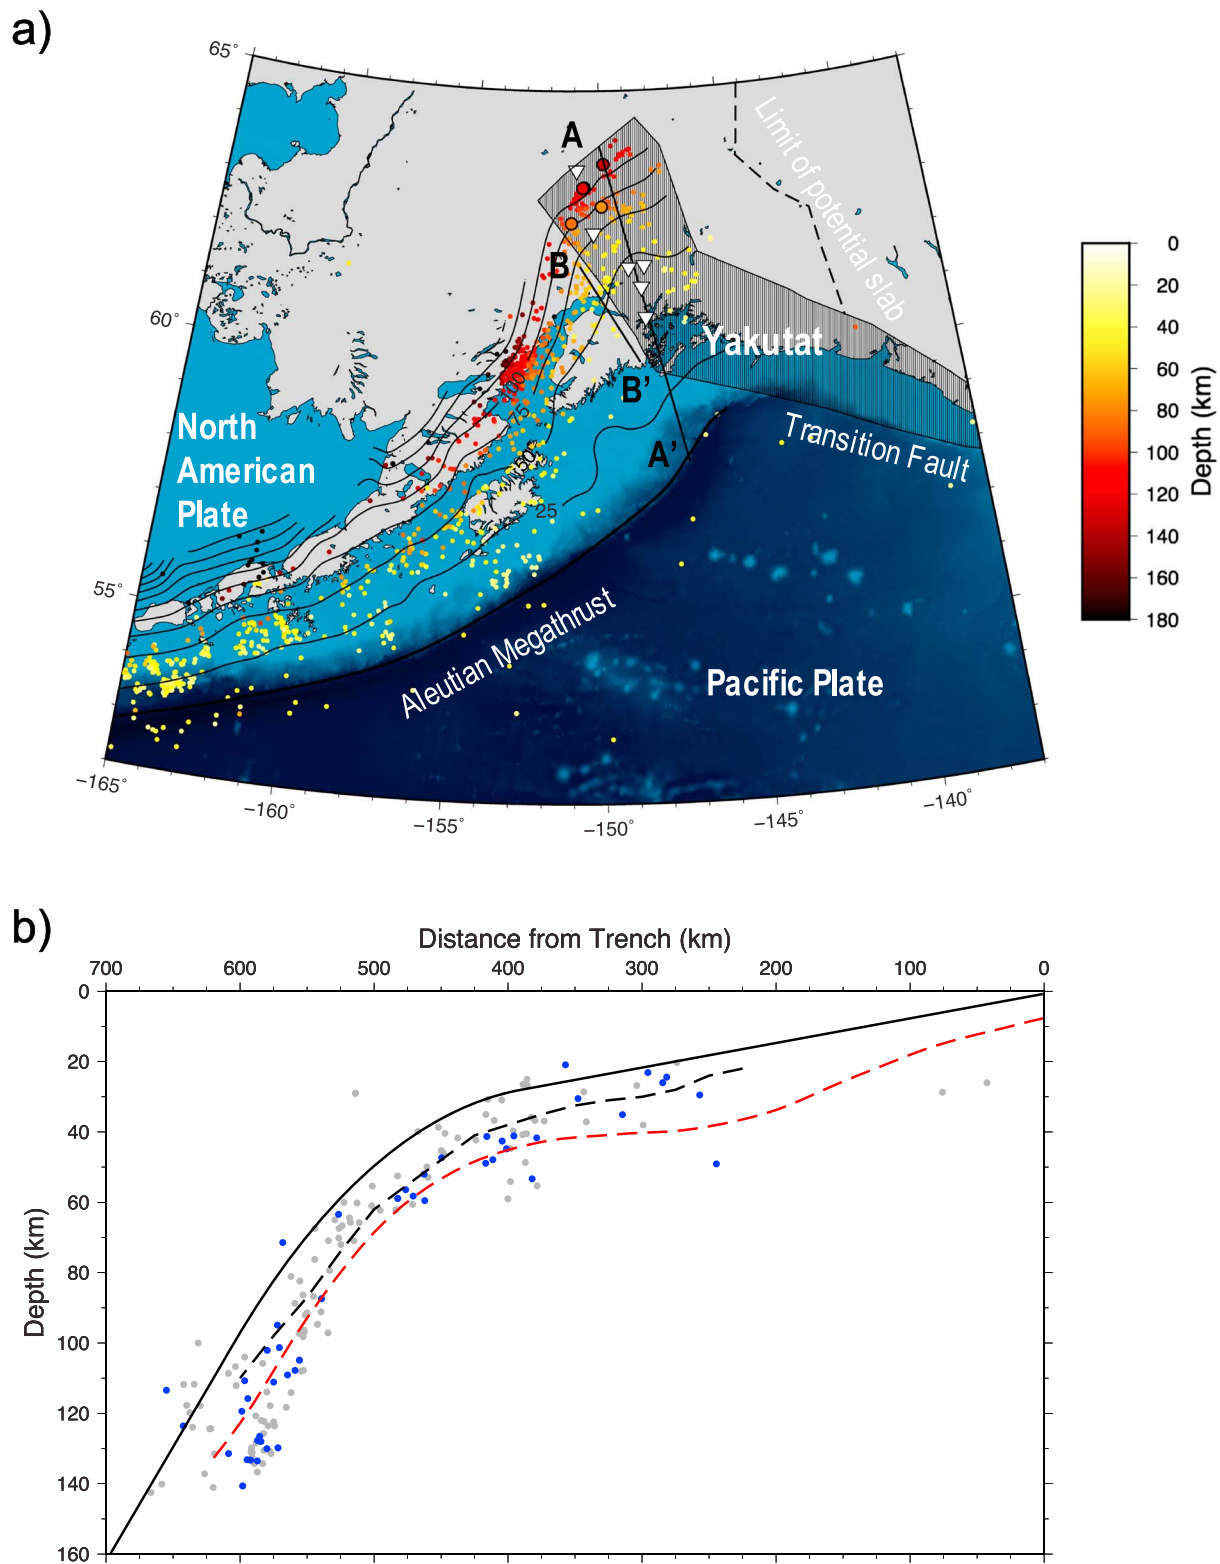 a)
65°
Limit of potential slab
A
0
20
40
60
80
100
120
140
160
180
Depth (km)
B
60°
Yakutat
100
75
B'
North
American
Plate
Transition Fault
A'
50
25
55°
Aleutian Megathrust
Pacific Plate
−165°
−160°
−155°
−150°
−145°
−140°
b)
Distance from Trench (km)
700 600 500 400 300 200 100 0
0
20
40
60
80
100
120
140
160
Depth (km)